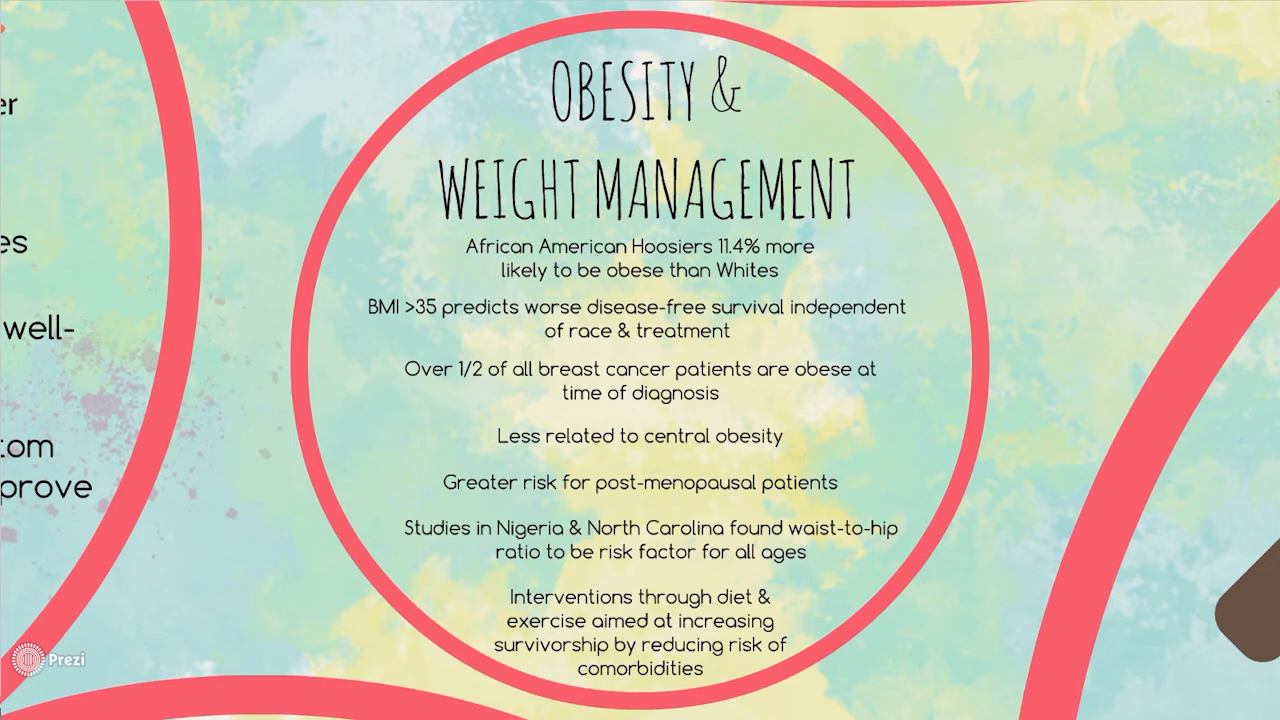 OBESITY &
WEIGHT MANAGEMENT
African American Hoosiers 11.4% more
likely to be obese than Whites
BMI >35 predicts worse disease-free survival independent
of race & treatment
Over 1/2 of all breast cancer patients are obese at
time of diagnosis
Less related to central obesity
Greater risk for post-menopausal patients
Studies in Nigeria & North Carolina found waist-to-hip
ratio to be risk factor for all ages
Interventions through diet &
exercise aimed at increasing
survivorship by reducing risk of
comorbidities
er
es
well-
tom
prove
Prezi